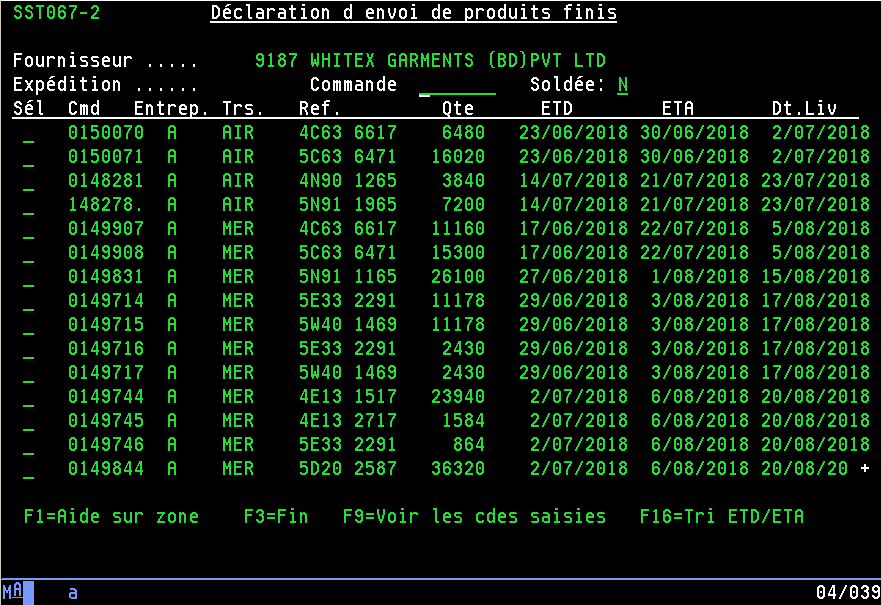 SST067-2 Déclaration d envoi de produits finis
Fournisseur ..... 9187 WHITEX GARMENTS (BD)PVT LTD
Expédition ...... Commande Soldée: N
Sél Cmd Entrep. Trs. Ref. Qte ETD ETA Dt.Liv
_ 0150070 A AIR 4C63 6617 6480 23/06/2018 30/06/2018 2/07/2018
_ 0150071 A AIR 5C63 6471 16020 23/06/2018 30/06/2018 2/07/2018
_ 0148281 A AIR 4N90 1265 3840 14/07/2018 21/07/2018 23/07/2018
_ 148278. A AIR 5N91 1965 7200 14/07/2018 21/07/2018 23/07/2018
_ 0149907 A MER 4C63 6617 11160 17/06/2018 22/07/2018 5/08/2018
_ 0149908 A MER 5C63 6471 15300 17/06/2018 22/07/2018 5/08/2018
_ 0149831 A MER 5N91 1165 26100 27/06/2018 1/08/2018 15/08/2018
_ 0149714 A MER 5E33 2291 11178 29/06/2018 3/08/2018 17/08/2018
_ 0149715 A MER 5W40 1469 11178 29/06/2018 3/08/2018 17/08/2018
_ 0149716 A MER 5E33 2291 2430 29/06/2018 3/08/2018 17/08/2018
_ 0149717 A MER 5W40 1469 2430 29/06/2018 3/08/2018 17/08/2018
_ 0149744 A MER 4E13 1517 23940 2/07/2018 6/08/2018 20/08/2018
_ 0149745 A MER 4E13 2717 1584 2/07/2018 6/08/2018 20/08/2018
_ 0149746 A MER 5E33 2291 864 2/07/2018 6/08/2018 20/08/2018
_ 0149844 A MER 5D20 2587 36320 2/07/2018 6/08/2018 20/08/20 +
F1=Aide sur zone F3=Fin F9=Voir les cdes saisies F16=Tri ETD/ETA
MA a 04/039